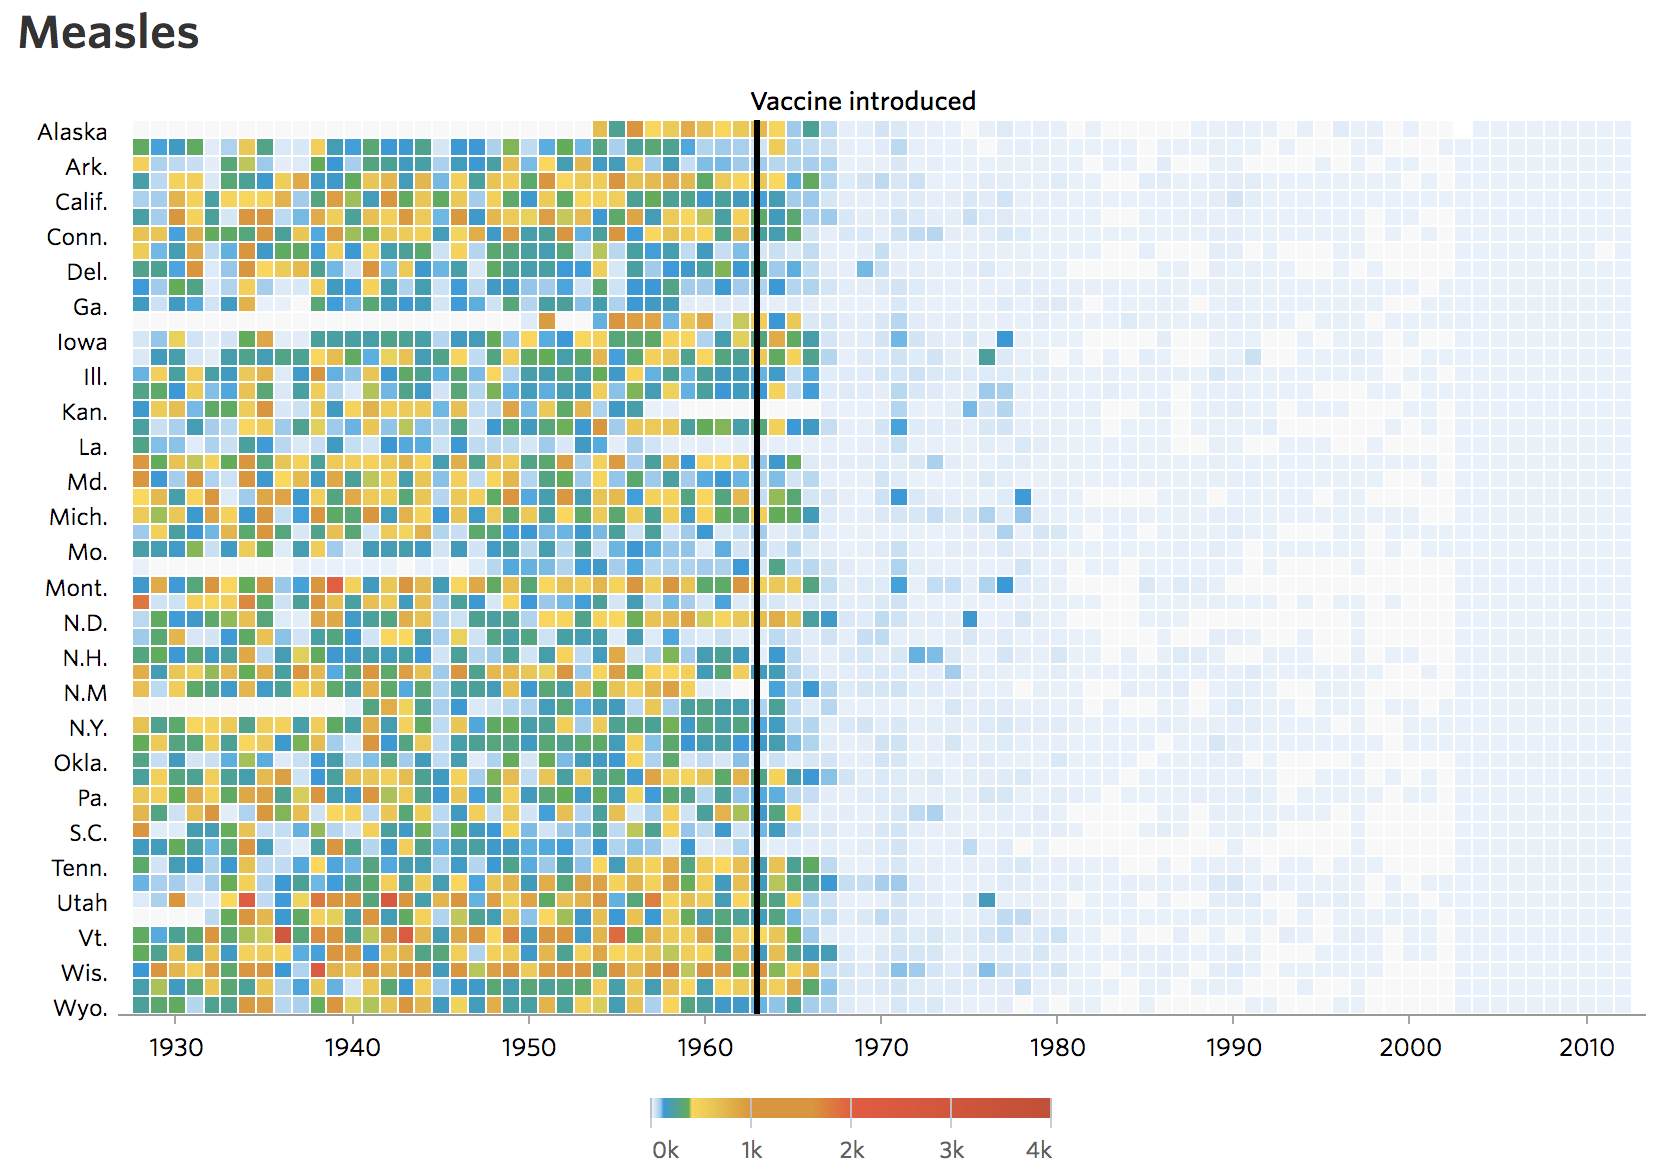 Measles
Vaccine introduced
Alaska
Ark.
Calif.
Conn.
Del.
Ga.
Iowa
Ill.
Kan.
La.
Md.
Mich.
Mo.
Mont.
N.D.
N.H.
N.M
N.Y.
Okla.
Pa.
S.C.
Tenn.
Utah
Vt.
Wis.
Wyo.
1930 1940 1950 1960 1970 1980 1990 2000 2010
0k 1k 2k 3k 4k